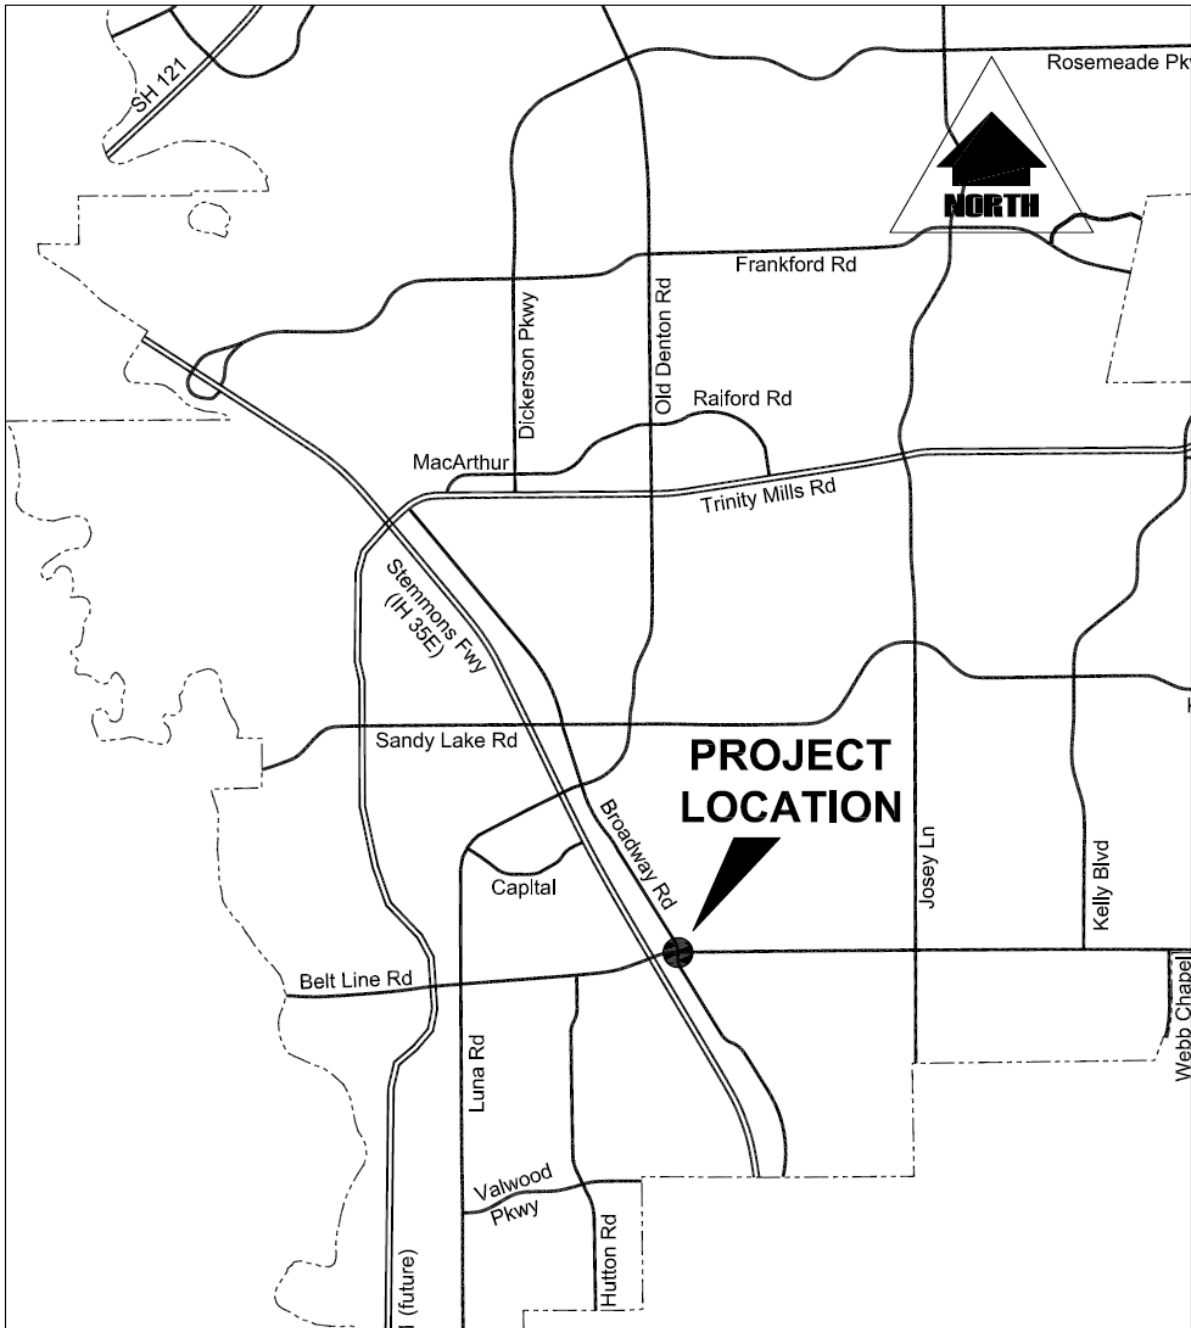 SH 121
Rosemeade Pkw
NORTH
Frankford Rd
Dickerson Pkwy
Old Denton Rd
Raiford Rd
MacArthur
Trinity Mills Rd
Stemmons Fwy
(IH 35E)
Sandy Lake Rd
PROJECT
LOCATION
Broadway Rd
Josey Ln
Kelly Blvd
Capital
Belt Line Rd
Luna Rd
Webb Chapel
Valwood
Pkwy
Hutton Rd
(future)